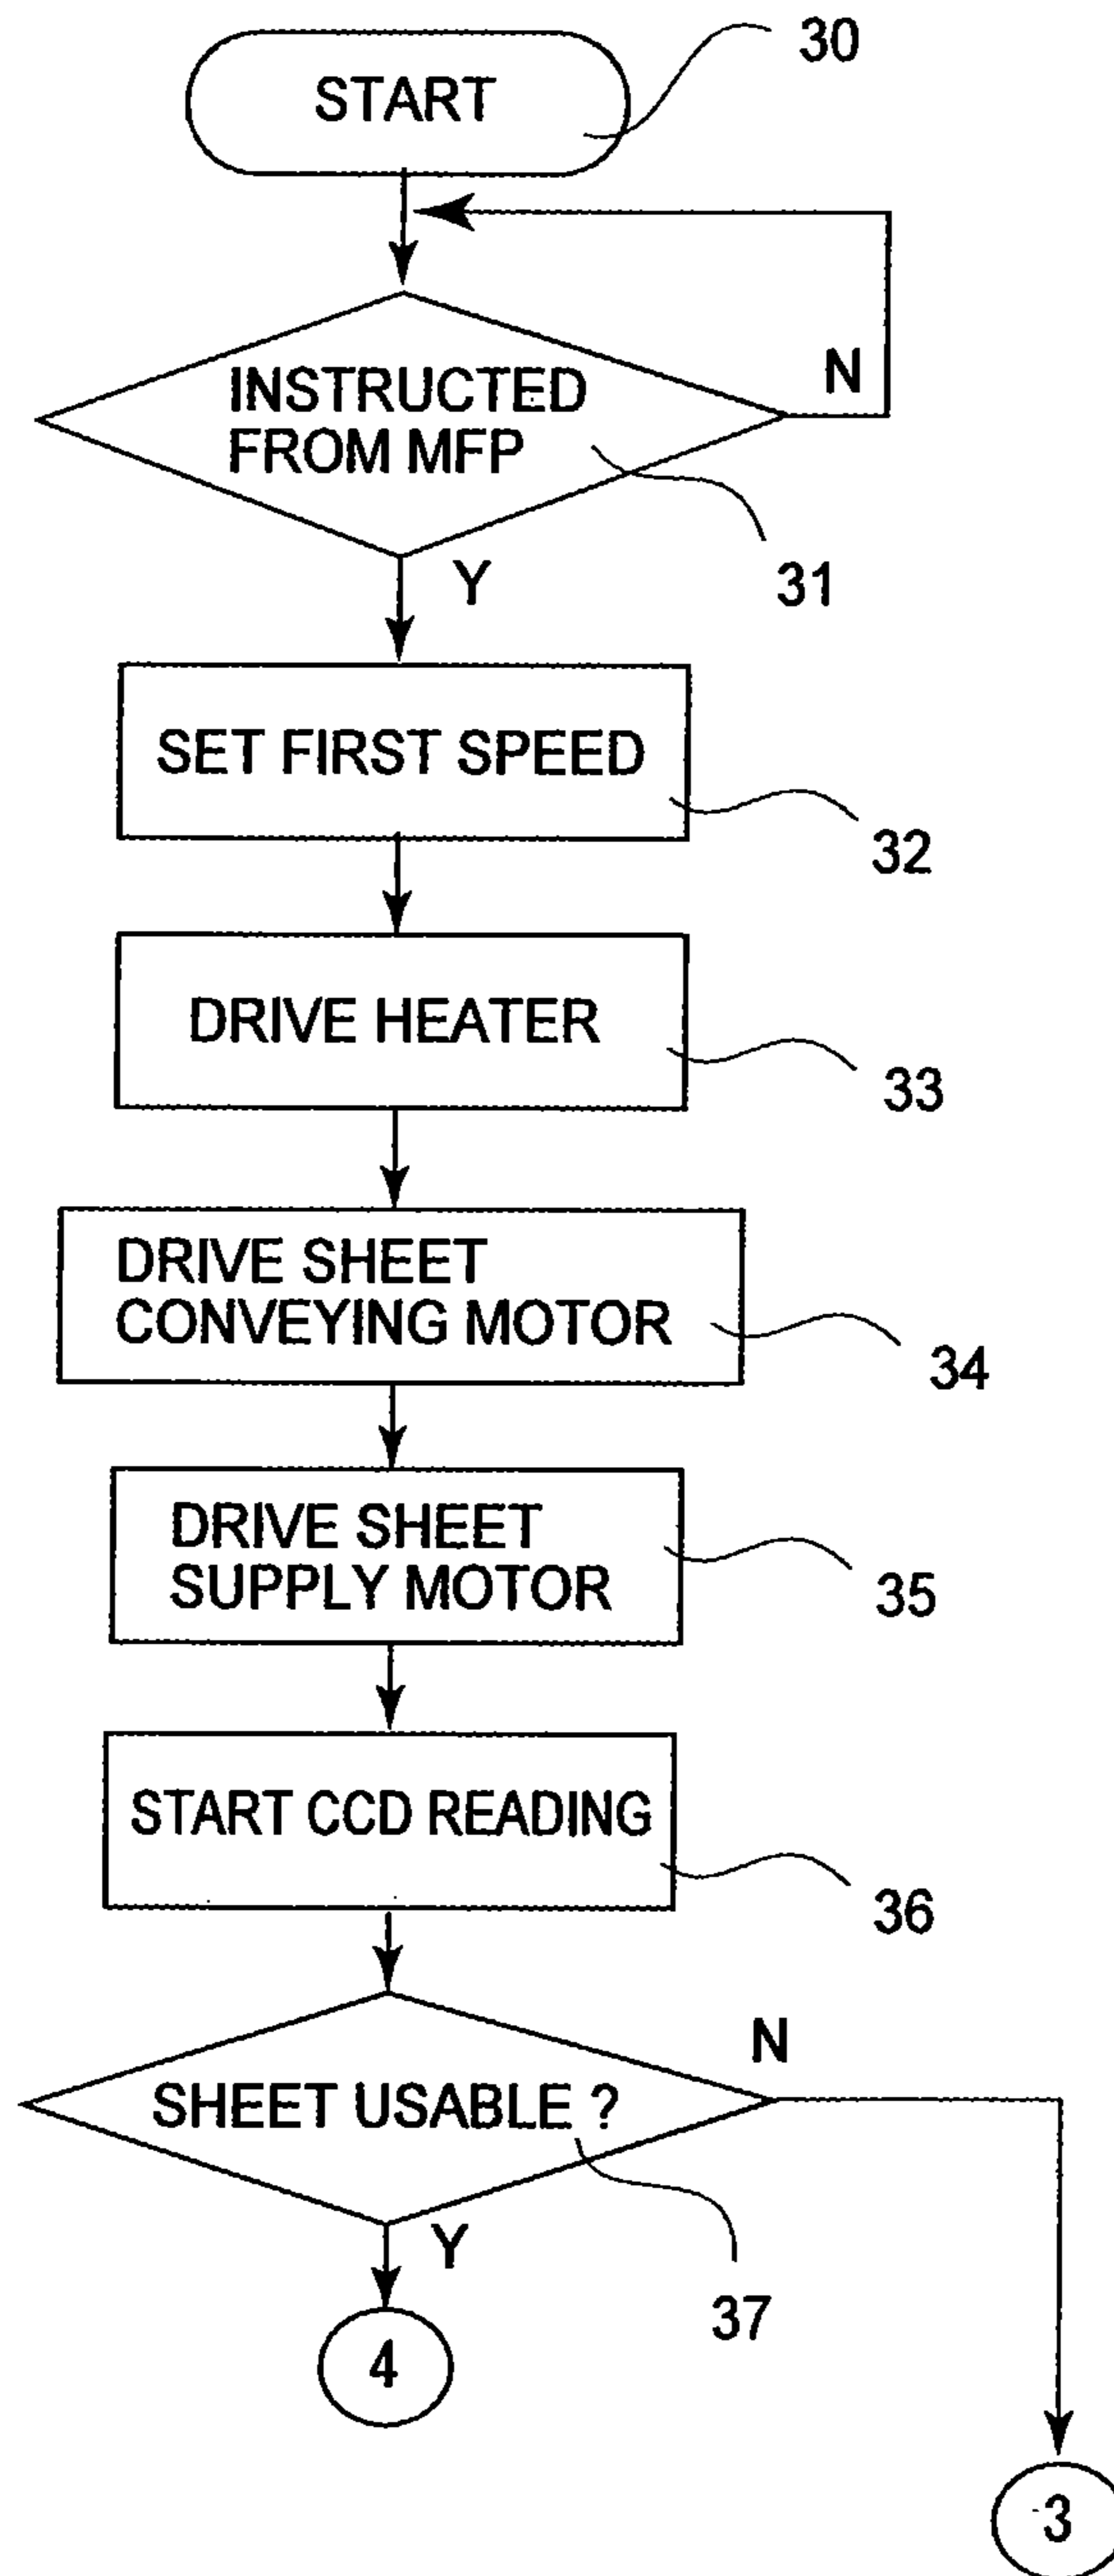 START
30
INSTRUCTED
FROM MFP
N
31
Y
SET FIRST SPEED
32
DRIVE HEATER
33
DRIVE SHEET
CONVEYING MOTOR
34
DRIVE SHEET
SUPPLY MOTOR
35
START CCD READING
36
SHEET USABLE ?
N
37
Y
4
3